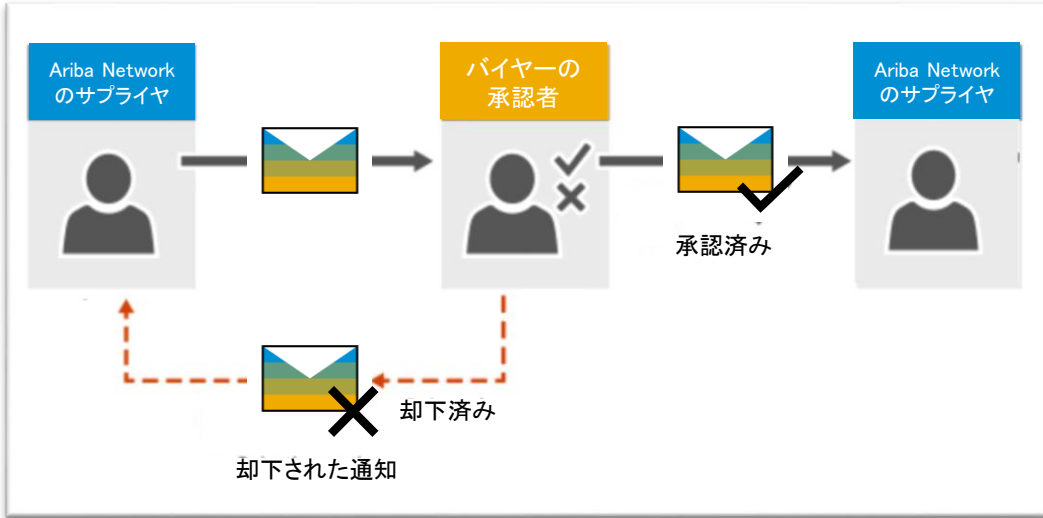 Ariba Network
のサプライヤ
バイヤーの
承認者
Ariba Network
のサプライヤ
承認済み
却下済み
却下された通知